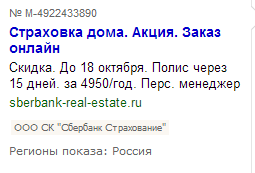 № M-4922433890
Страховка дома. Акция. Заказ
онлайн
Скидка. До 18 октября. Полис через
15 дней. за 4950/год. Перс. менеджер
sberbank-real-estate.ru
ООО СК "Сбербанк Страхование"
Регионы показа: Россия